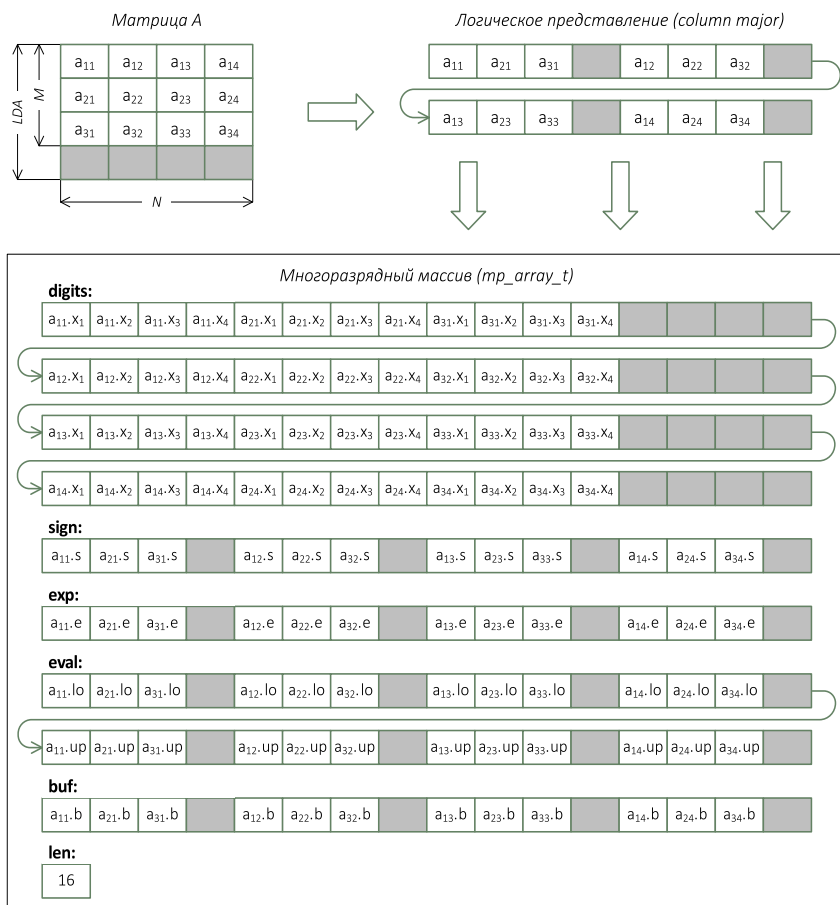 Матрица A
Логическое представление (column major)
a11 a12 a13 a14
a21 a22 a23 a24
a31 a32 a33 a34
LDA
M
N
a11 a21 a31 a12 a22 a32
a13 a23 a33 a14 a24 a34
Многоразрядный массив (mp_array_t)
digits:
a11.x1 a11.x2 a11.x3 a11.x4 a21.x1 a21.x2 a21.x3 a21.x4 a31.x1 a31.x2 a31.x3 a31.x4
a12.x1 a12.x2 a12.x3 a12.x4 a22.x1 a22.x2 a22.x3 a22.x4 a32.x1 a32.x2 a32.x3 a32.x4
a13.x1 a13.x2 a13.x3 a13.x4 a23.x1 a23.x2 a23.x3 a23.x4 a33.x1 a33.x2 a33.x3 a33.x4
a14.x1 a14.x2 a14.x3 a14.x4 a24.x1 a24.x2 a24.x3 a24.x4 a34.x1 a34.x2 a34.x3 a34.x4
sign:
a11.s a21.s a31.s a12.s a22.s a32.s a13.s a23.s a33.s a14.s a24.s a34.s
exp:
a11.e a21.e a31.e a12.e a22.e a32.e a13.e a23.e a33.e a14.e a24.e a34.e
eval:
a11.lo a21.lo a31.lo a12.lo a22.lo a32.lo a13.lo a23.lo a33.lo a14.lo a24.lo a34.lo
a11.up a21.up a31.up a12.up a22.up a32.up a13.up a23.up a33.up a14.up a24.up a34.up
buf:
a11.b a21.b a31.b a12.b a22.b a32.b a13.b a23.b a33.b a14.b a24.b a34.b
len:
16